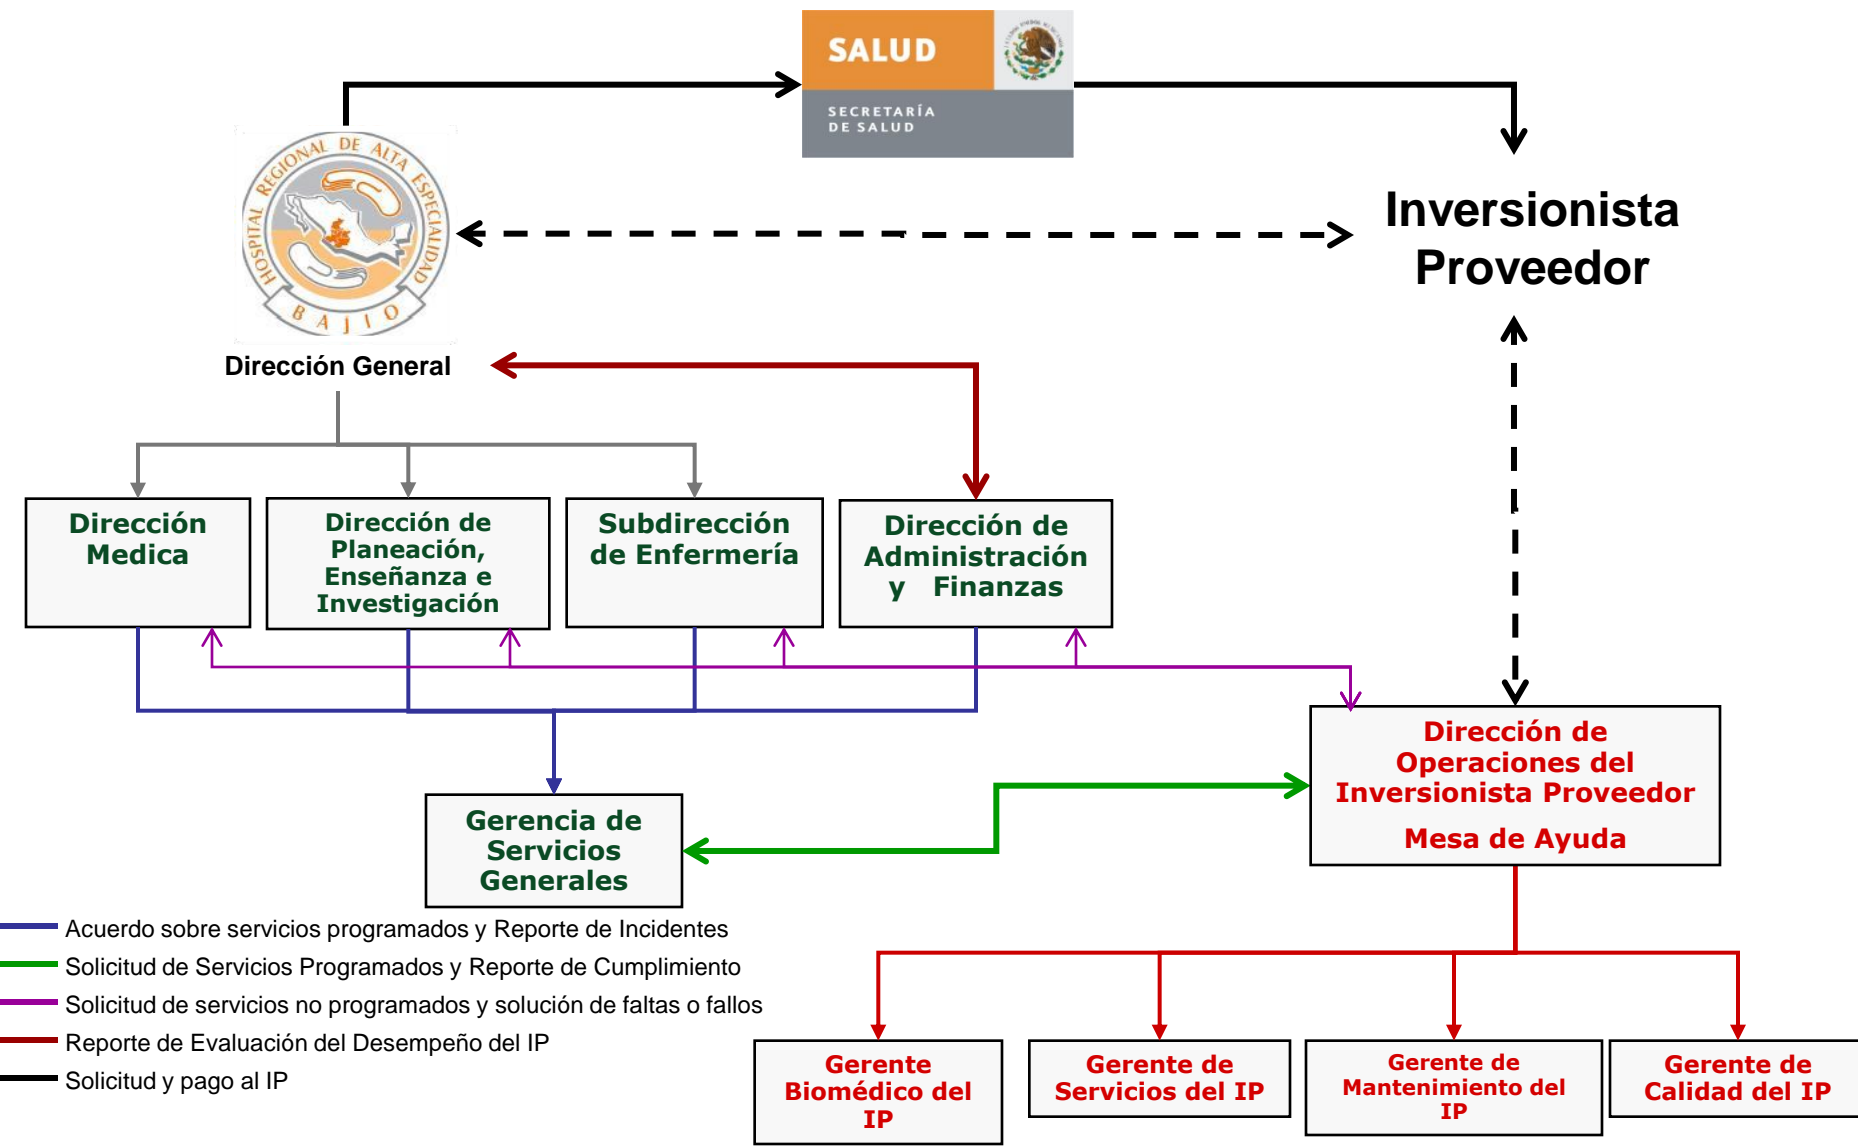 SALUD
SECRETARÍA
DE SALUD
HOSPITAL REGIONAL DE ALTA ESPECIALIDAD
BAJIO
Inversionista
Proveedor
Dirección General
Dirección
Medica
Dirección de
Planeación,
Enseñanza e
Investigación
Subdirección
de Enfermería
Dirección de
Administración
y Finanzas
Dirección de
Operaciones del
Inversionista Proveedor
Mesa de Ayuda
Gerencia de
Servicios
Generales
Acuerdo sobre servicios programados y Reporte de Incidentes
Solicitud de Servicios Programados y Reporte de Cumplimiento
Solicitud de servicios no programados y solución de faltas o fallos
Reporte de Evaluación del Desempeño del IP
Solicitud y pago al IP
Gerente
Biomédico del
IP
Gerente de
Servicios del IP
Gerente de
Mantenimiento del
IP
Gerente de
Calidad del IP